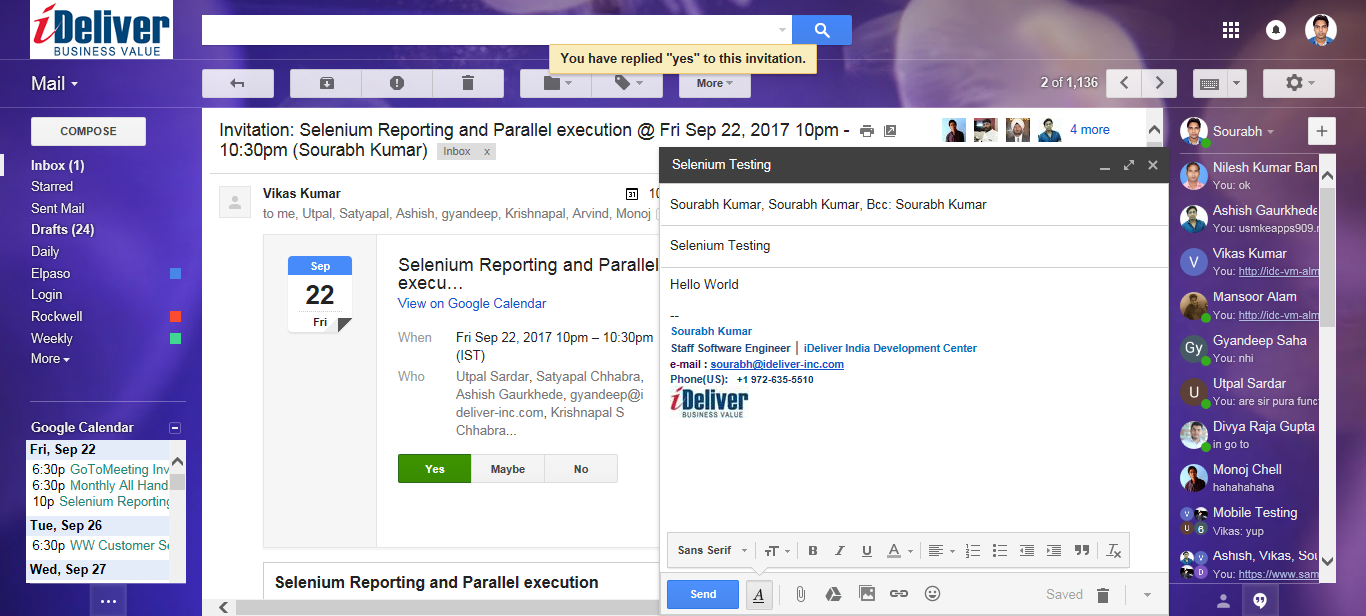 iDeliver
BUSINESS VALUE
You have replied "yes" to this invitation.
Mail
More
2 of 1,136
COMPOSE
Inbox (1)
Starred
Sent Mail
Drafts (24)
Daily
Elpaso
Login
Rockwell
Weekly
More
Google Calendar
Fri, Sep 22
6:30p GoToMeeting Inv
6:30p Monthly All Hand
10p Selenium Reporting
Tue, Sep 26
6:30p WW Customer Se
Wed, Sep 27
Invitation: Selenium Reporting and Parallel execution @ Fri Sep 22, 2017 10pm -
10:30pm (Sourabh Kumar) Inbox x
4 more
Vikas Kumar
31 10
to me, Utpal, Satyapal, Ashish, gyandeep, Krishnapal, Arvind, Monoj
Sep
22
Fri
Selenium Reporting and Parallel
execu…
View on Google Calendar
When Fri Sep 22, 2017 10pm – 10:30pm
(IST)
Who Utpal Sardar, Satyapal Chhabra,
Ashish Gaurkhede, gyandeep@i
deliver-inc.com, Krishnapal S
Chhabra...
Yes Maybe No
Selenium Reporting and Parallel execution
Selenium Testing
Sourabh Kumar, Sourabh Kumar, Bcc: Sourabh Kumar
Selenium Testing
Hello World
--
Sourabh Kumar
Staff Software Engineer | iDeliver India Development Center
e-mail : sourabh@ideliver-inc.com
Phone(US): +1 972-635-5510
iDeliver
BUSINESS VALUE
Sans Serif TT B I U A Tx
Send A Saved
Sourabh
Nilesh Kumar Ban
You: ok
Ashish Gaurkhede
You: usmkeapps909.r
V Vikas Kumar
You: http://idc-vm-alm
Mansoor Alam
You: http://idc-vm-alm
Gy Gyandeep Saha
You: nhi
U Utpal Sardar
You: are sir pura func
Divya Raja Gupta
in go to
Monoj Chell
hahahahaha
V U 6 Mobile Testing
Vikas: yup
V D Ashish, Vikas, Sou
You: https://www.sam